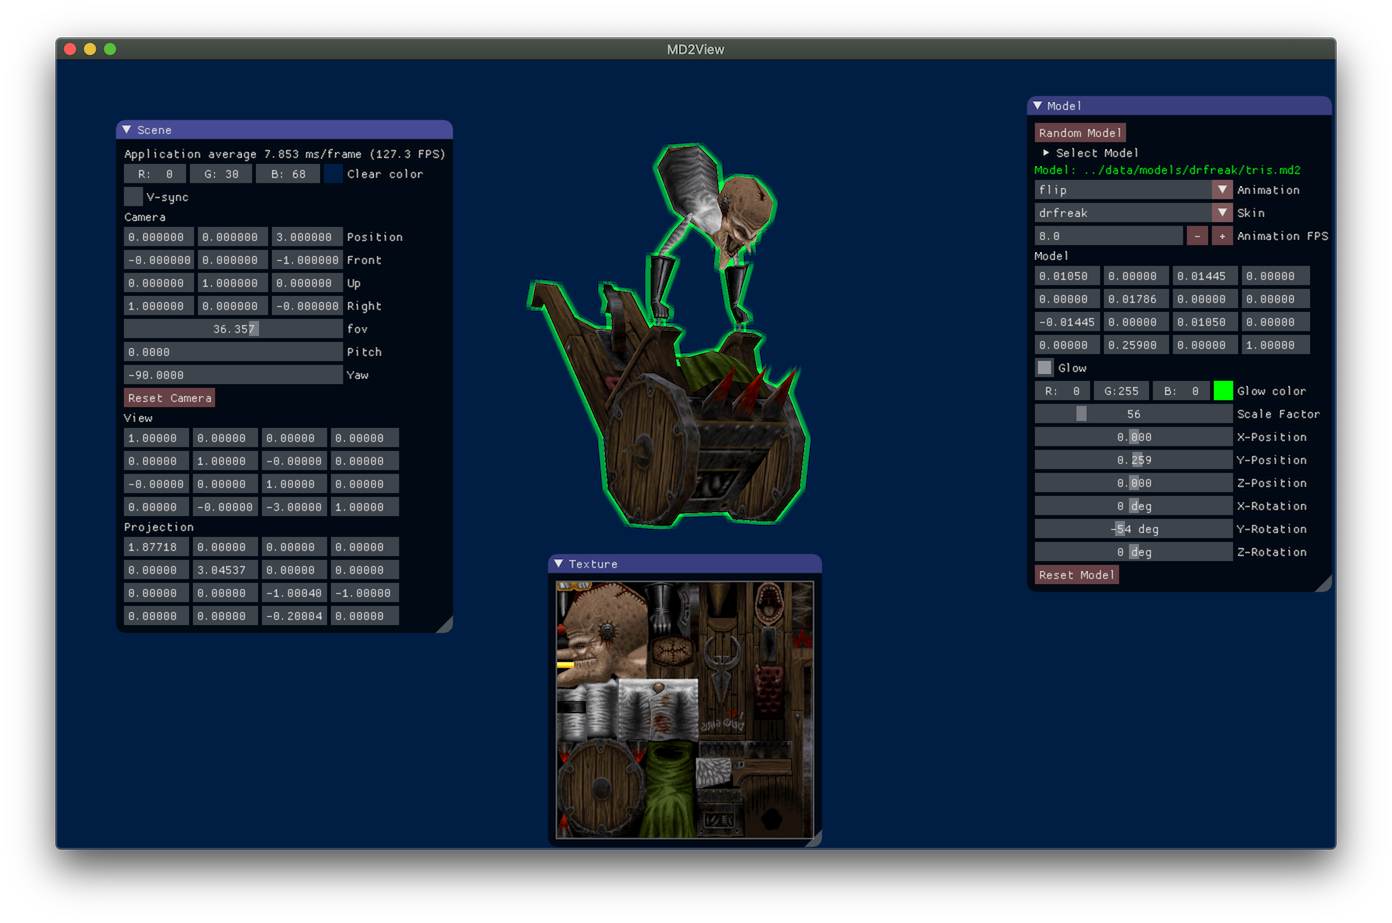 MD2View
Scene
Application average 7.853 ms/frame (127.3 FPS)
R: 0 G: 30 B: 68 Clear color
V-sync
Camera
0.000000 0.000000 3.000000 Position
-0.000000 0.000000 -1.000000 Front
0.000000 1.000000 0.000000 Up
1.000000 0.000000 -0.000000 Right
36.357 fov
0.0000 Pitch
-90.0000 Yaw
Reset Camera
View
1.00000 0.00000 0.00000 0.00000
0.00000 1.00000 -0.00000 0.00000
-0.00000 0.00000 1.00000 0.00000
0.00000 -0.00000 -3.00000 1.00000
Projection
1.87718 0.00000 0.00000 0.00000
0.00000 3.04537 0.00000 0.00000
0.00000 0.00000 -1.00040 -1.00000
0.00000 0.00000 -0.20004 0.00000
Texture
Model
Random Model
Select Model
Model: ../data/models/drfreak/tris.md2
flip Animation
drfreak Skin
8.0 - + Animation FPS
Model
0.01050 0.00000 0.01445 0.00000
0.00000 0.01786 0.00000 0.00000
-0.01445 0.00000 0.01050 0.00000
0.00000 0.25900 0.00000 1.00000
Glow
R: 0 G:255 B: 0 Glow color
56 Scale Factor
0.000 X-Position
0.259 Y-Position
0.000 Z-Position
0 deg X-Rotation
-54 deg Y-Rotation
0 deg Z-Rotation
Reset Model